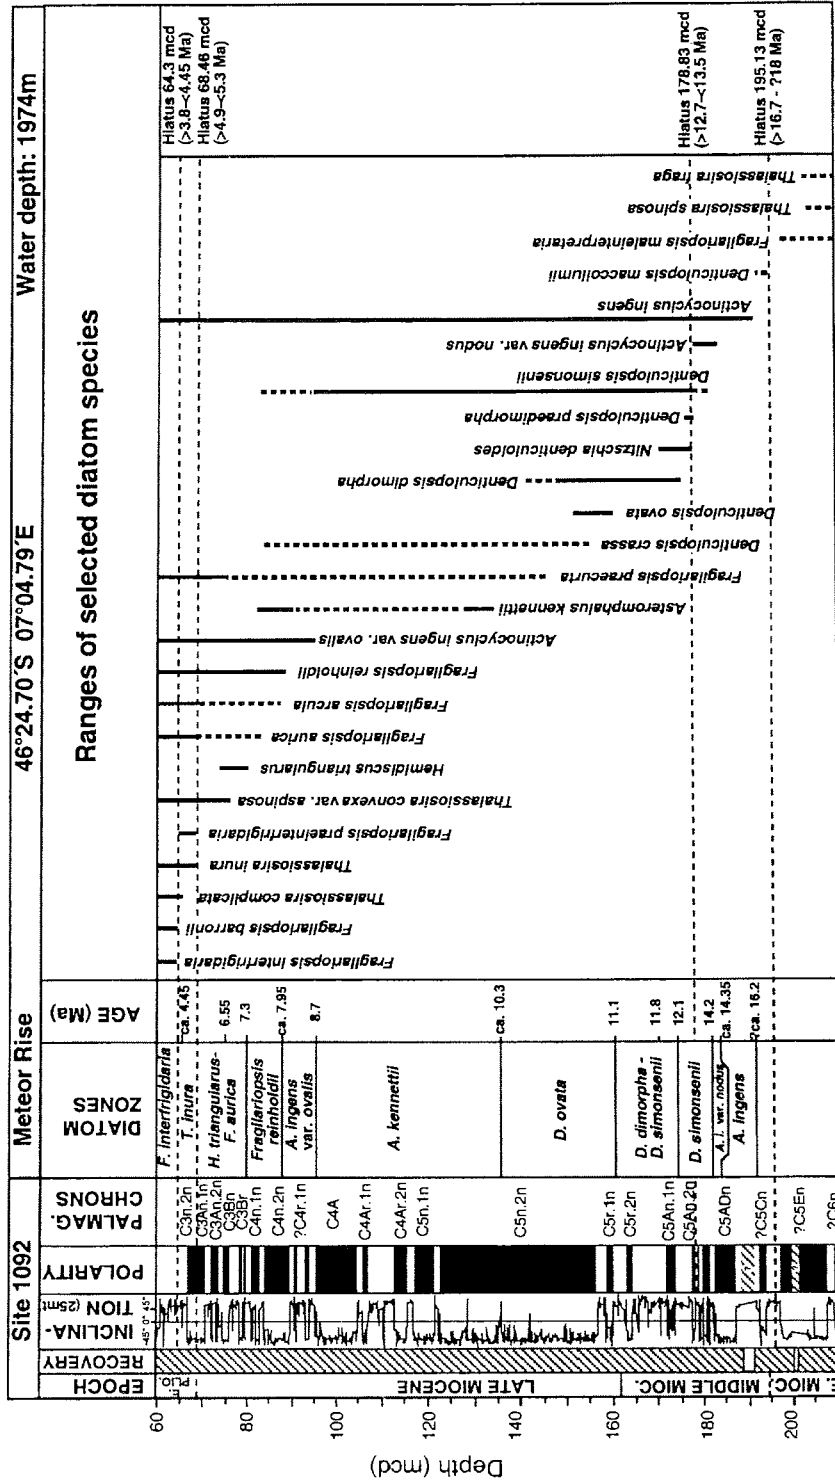 Site 1092
Meteor Rise
46°24.70´S 07°04.79´E
Water depth: 1974m
EPOCH
RECOVERY
INCLINA-
TION (25mt)
-45° 0° 45°
POLARITY
PALMAG.
CHRONS
DIATOM
ZONES
AGE (Ma)
Ranges of selected diatom species
Hiatus 64.3 mcd
(>3.8-<4.45 Ma)
Hiatus 68.46 mcd
(>4.9-<5.3 Ma)
Hiatus 178.83 mcd
(>12.7-<13.5 Ma)
Hiatus 195.13 mcd
(>16.7 - ?18 Ma)
Depth (mcd)
60
80
100
120
140
160
180
200
E.
PLIO.
LATE MIOCENE
MIDDLE MIOC.
MIOC.
C3n.2n
C3An.1n
C3An.2n
C3Bn
C3Br
C4n.1n
C4n.2n
?C4r.1n
C4A
C4Ar.1n
C4Ar.2n
C5n.1n
C5n.2n
C5r.1n
C5r.2n
C5An.1n
C5An.2n
C5ADn
?C5Cn
?C5En
?C6n
F. interfrigidaria
T. inura
H. triangularus-
F. aurica
Fragilariopsis
reinholdii
A. ingens
var. ovalis
A. kennettii
D. ovata
D. dimorpha -
D. simonsenii
D. simonsenii
A.i. var. nodus
A. ingens
ca. 4.45
6.55
7.3
ca. 7.95
8.7
ca. 10.3
11.1
11.8
12.1
14.2
ca. 14.35
?ca. 16.2
Fragilariopsis interfrigidaria
Fragilariopsis barronii
Thalassiosira complicata
Thalassiosira inura
Fragilariopsis praeinterfrigidaria
Thalassiosira convexa var. aspinosa
Hemidiscus triangularus
Fragilariopsis aurica
Fragilariopsis arcula
Fragilariopsis reinholdii
Actinocyclus ingens var. ovalis
Asteromphalus kennettii
Fragilariopsis praecurta
Denticulopsis crassa
Denticulopsis ovata
Denticulopsis dimorpha
Nitzschia denticuloides
Denticulopsis praedimorpha
Denticulopsis simonsenii
Actinocyclus ingens var. nodus
Actinocyclus ingens
Denticulopsis maccollumii
Fragilariopsis maleinterpretaria
Thalassiosira spinosa
Thalassiosira fraga